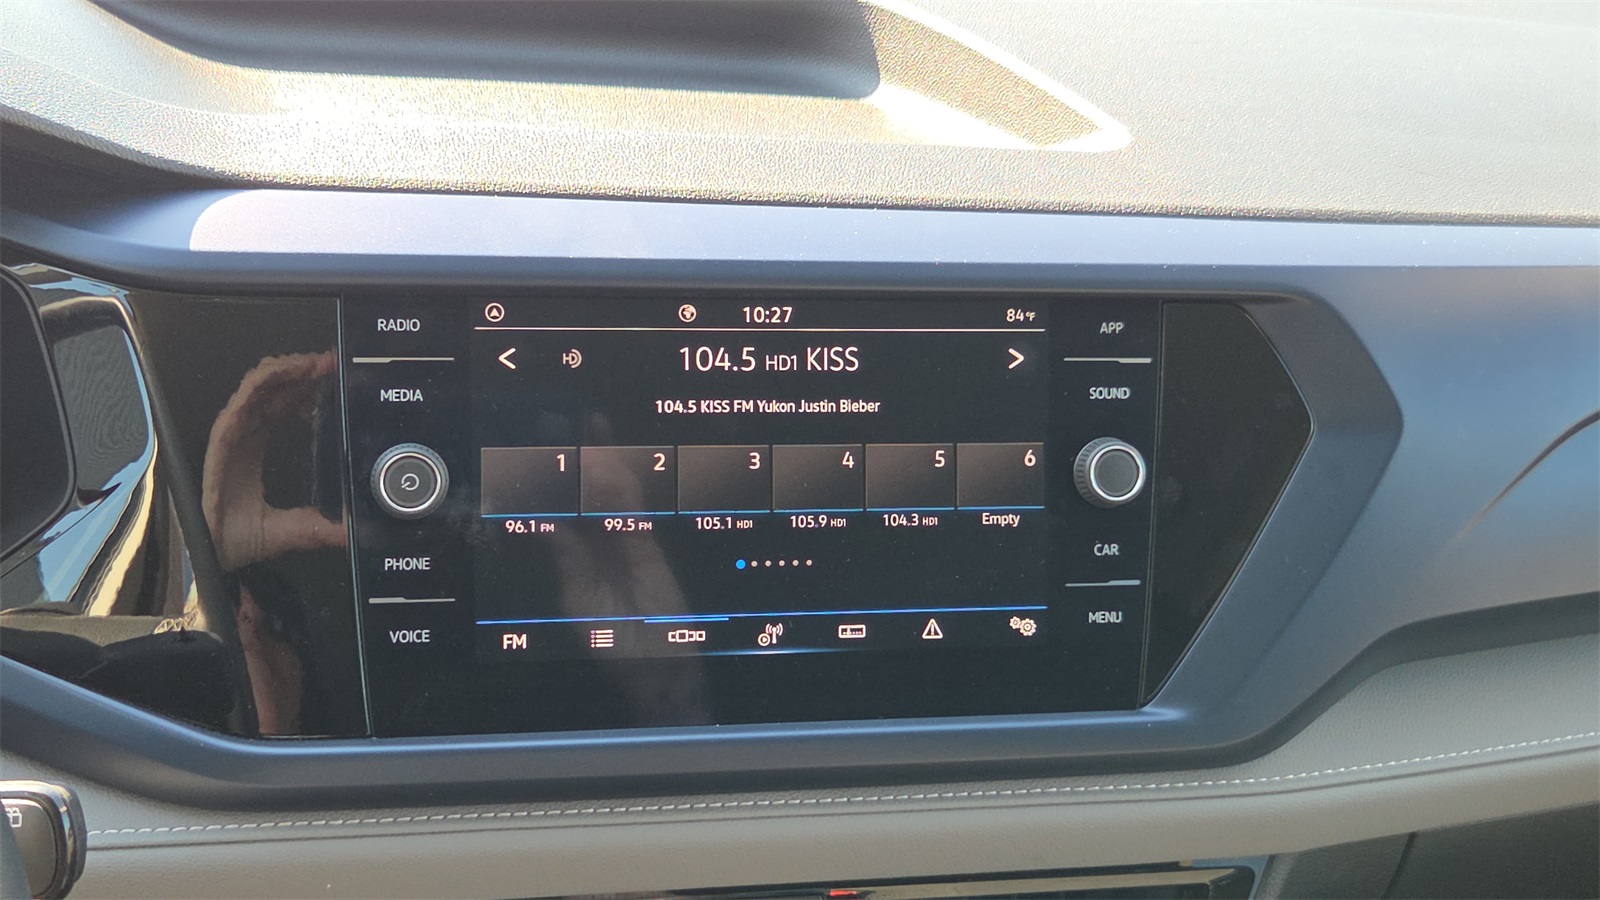 RADIO
MEDIA
PHONE
VOICE
10:27
84°F
< HD 104.5 HD1 KISS >
104.5 KISS FM Yukon Justin Bieber
1 2 3 4 5 6
96.1 FM 99.5 FM 105.1 HD1 105.9 HD1 104.3 HD1 Empty
FM
APP
SOUND
CAR
MENU